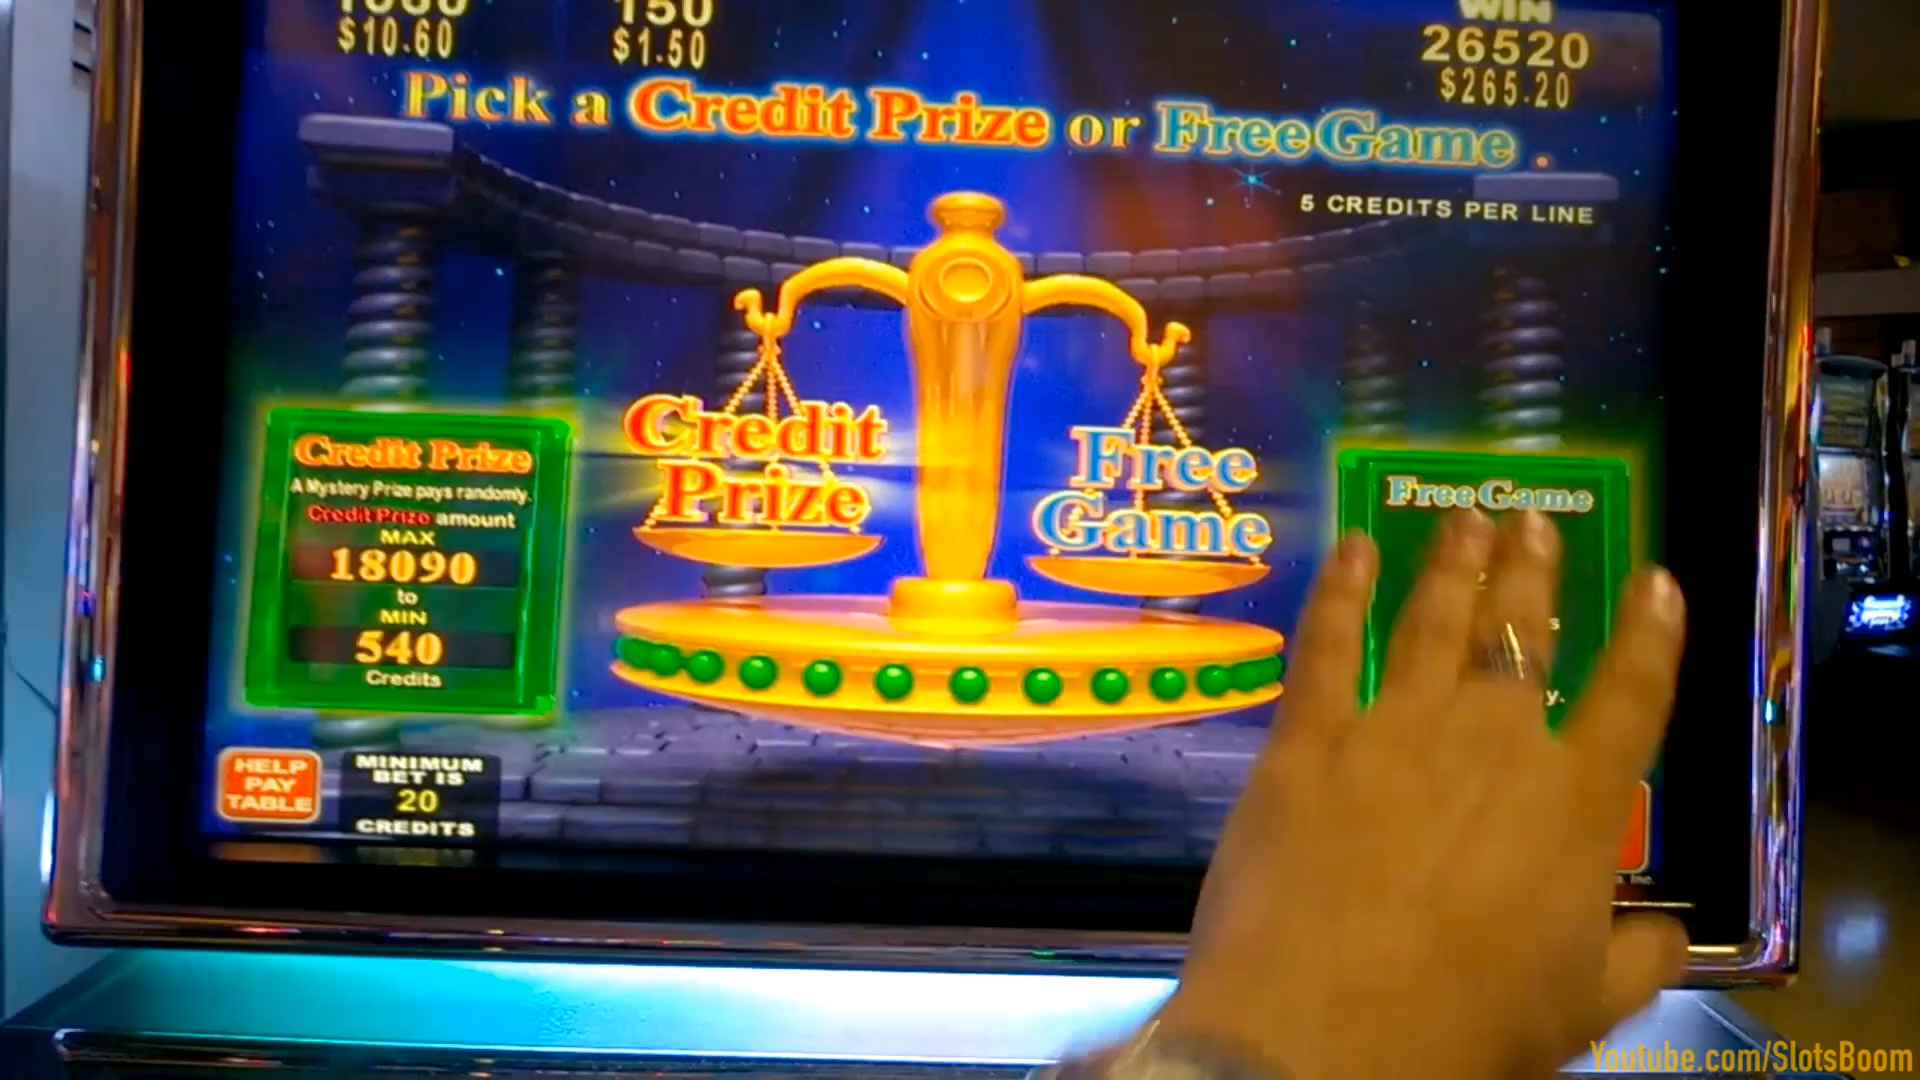 1060
150
WIN
$10.60
$1.50
26520
$265.20
Pick a Credit Prize or Free Game.
5 CREDITS PER LINE
Credit Prize
A Mystery Prize pays randomly.
Credit Prize amount
MAX
18090
to
MIN
540
Credits
Credit
Prize
Free
Game
Free Game
HELP
PAY
TABLE
MINIMUM
BET IS
20
CREDITS
Inc.
Youtube.com/SlotsBoom